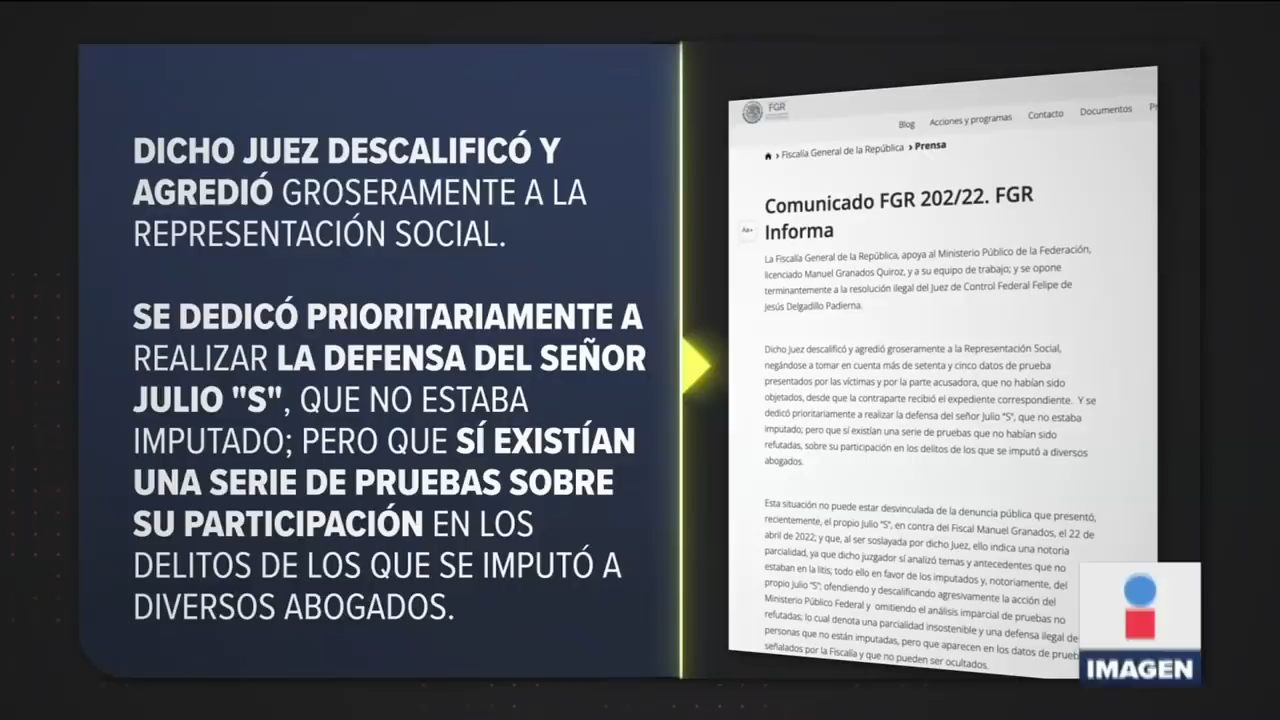 DICHO JUEZ DESCALIFICÓ Y
AGREDIÓ GROSERAMENTE A LA
REPRESENTACIÓN SOCIAL.
SE DEDICÓ PRIORITARIAMENTE A
REALIZAR LA DEFENSA DEL SEÑOR
JULIO "S", QUE NO ESTABA
IMPUTADO; PERO QUE SÍ EXISTÍAN
UNA SERIE DE PRUEBAS SOBRE
SU PARTICIPACIÓN EN LOS
DELITOS DE LOS QUE SE IMPUTÓ A
DIVERSOS ABOGADOS.
FGR
Blog Acciones y programas Contacto Documentos Pr
› Fiscalía General de la República › Prensa
Comunicado FGR 202/22. FGR
Informa
Aa+
La Fiscalía General de la República, apoya al Ministerio Público de la Federación,
licenciado Manuel Granados Quiroz, y a su equipo de trabajo; y se opone
terminantemente a la resolución ilegal del Juez de Control Federal Felipe de
Jesús Delgadillo Padierna.
Dicho Juez descalificó y agredió groseramente a la Representación Social,
negándose a tomar en cuenta más de setenta y cinco datos de prueba
presentados por las víctimas y por la parte acusadora, que no habían sido
objetados, desde que la contraparte recibió el expediente correspondiente. Y se
dedicó prioritariamente a realizar la defensa del señor Julio "S", que no estaba
imputado; pero que sí existían una serie de pruebas que no habían sido
refutadas, sobre su participación en los delitos de los que se imputó a diversos
abogados.
Esta situación no puede estar desvinculada de la denuncia pública que presentó,
recientemente, el propio Julio "S", en contra del Fiscal Manuel Granados, el 22 de
abril de 2022; y que, al ser soslayada por dicho Juez, ello indica una notoria
parcialidad, ya que dicho juzgador sí analizó temas y antecedentes que no
estaban en la litis; todo ello en favor de los imputados y, notoriamente, del
propio Julio "S"; ofendiendo y descalificando agresivamente la acción del
Ministerio Público Federal y omitiendo el análisis imparcial de pruebas no
refutadas; lo cual denota una parcialidad insostenible y una defensa ilegal de
personas que no están imputadas, pero que aparecen en los datos de prueb
señalados por la Fiscalía y que no pueden ser ocultados.
IMAGEN